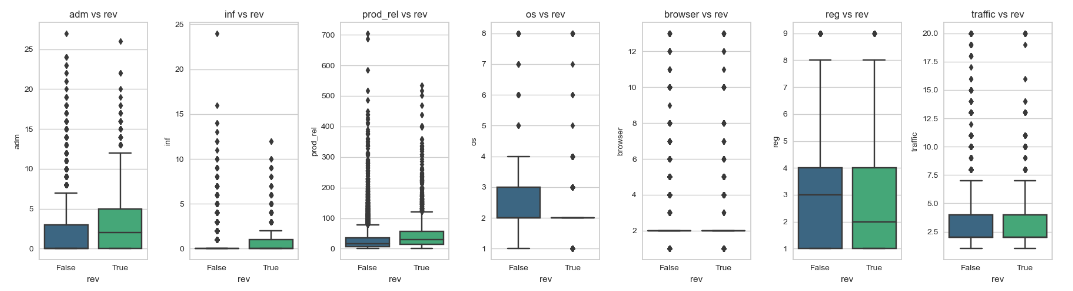 adm vs rev
adm
25
20
15
10
5
0
False
True
rev
inf vs rev
inf
25
20
15
10
5
0
False
True
rev
prod_rel vs rev
prod_rel
700
600
500
400
300
200
100
0
False
True
rev
os vs rev
os
8
7
6
5
4
3
2
1
False
True
rev
browser vs rev
browser
12
10
8
6
4
2
False
True
rev
reg vs rev
reg
9
8
7
6
5
4
3
2
1
False
True
rev
traffic vs rev
traffic
20.0
17.5
15.0
12.5
10.0
7.5
5.0
2.5
False
True
rev